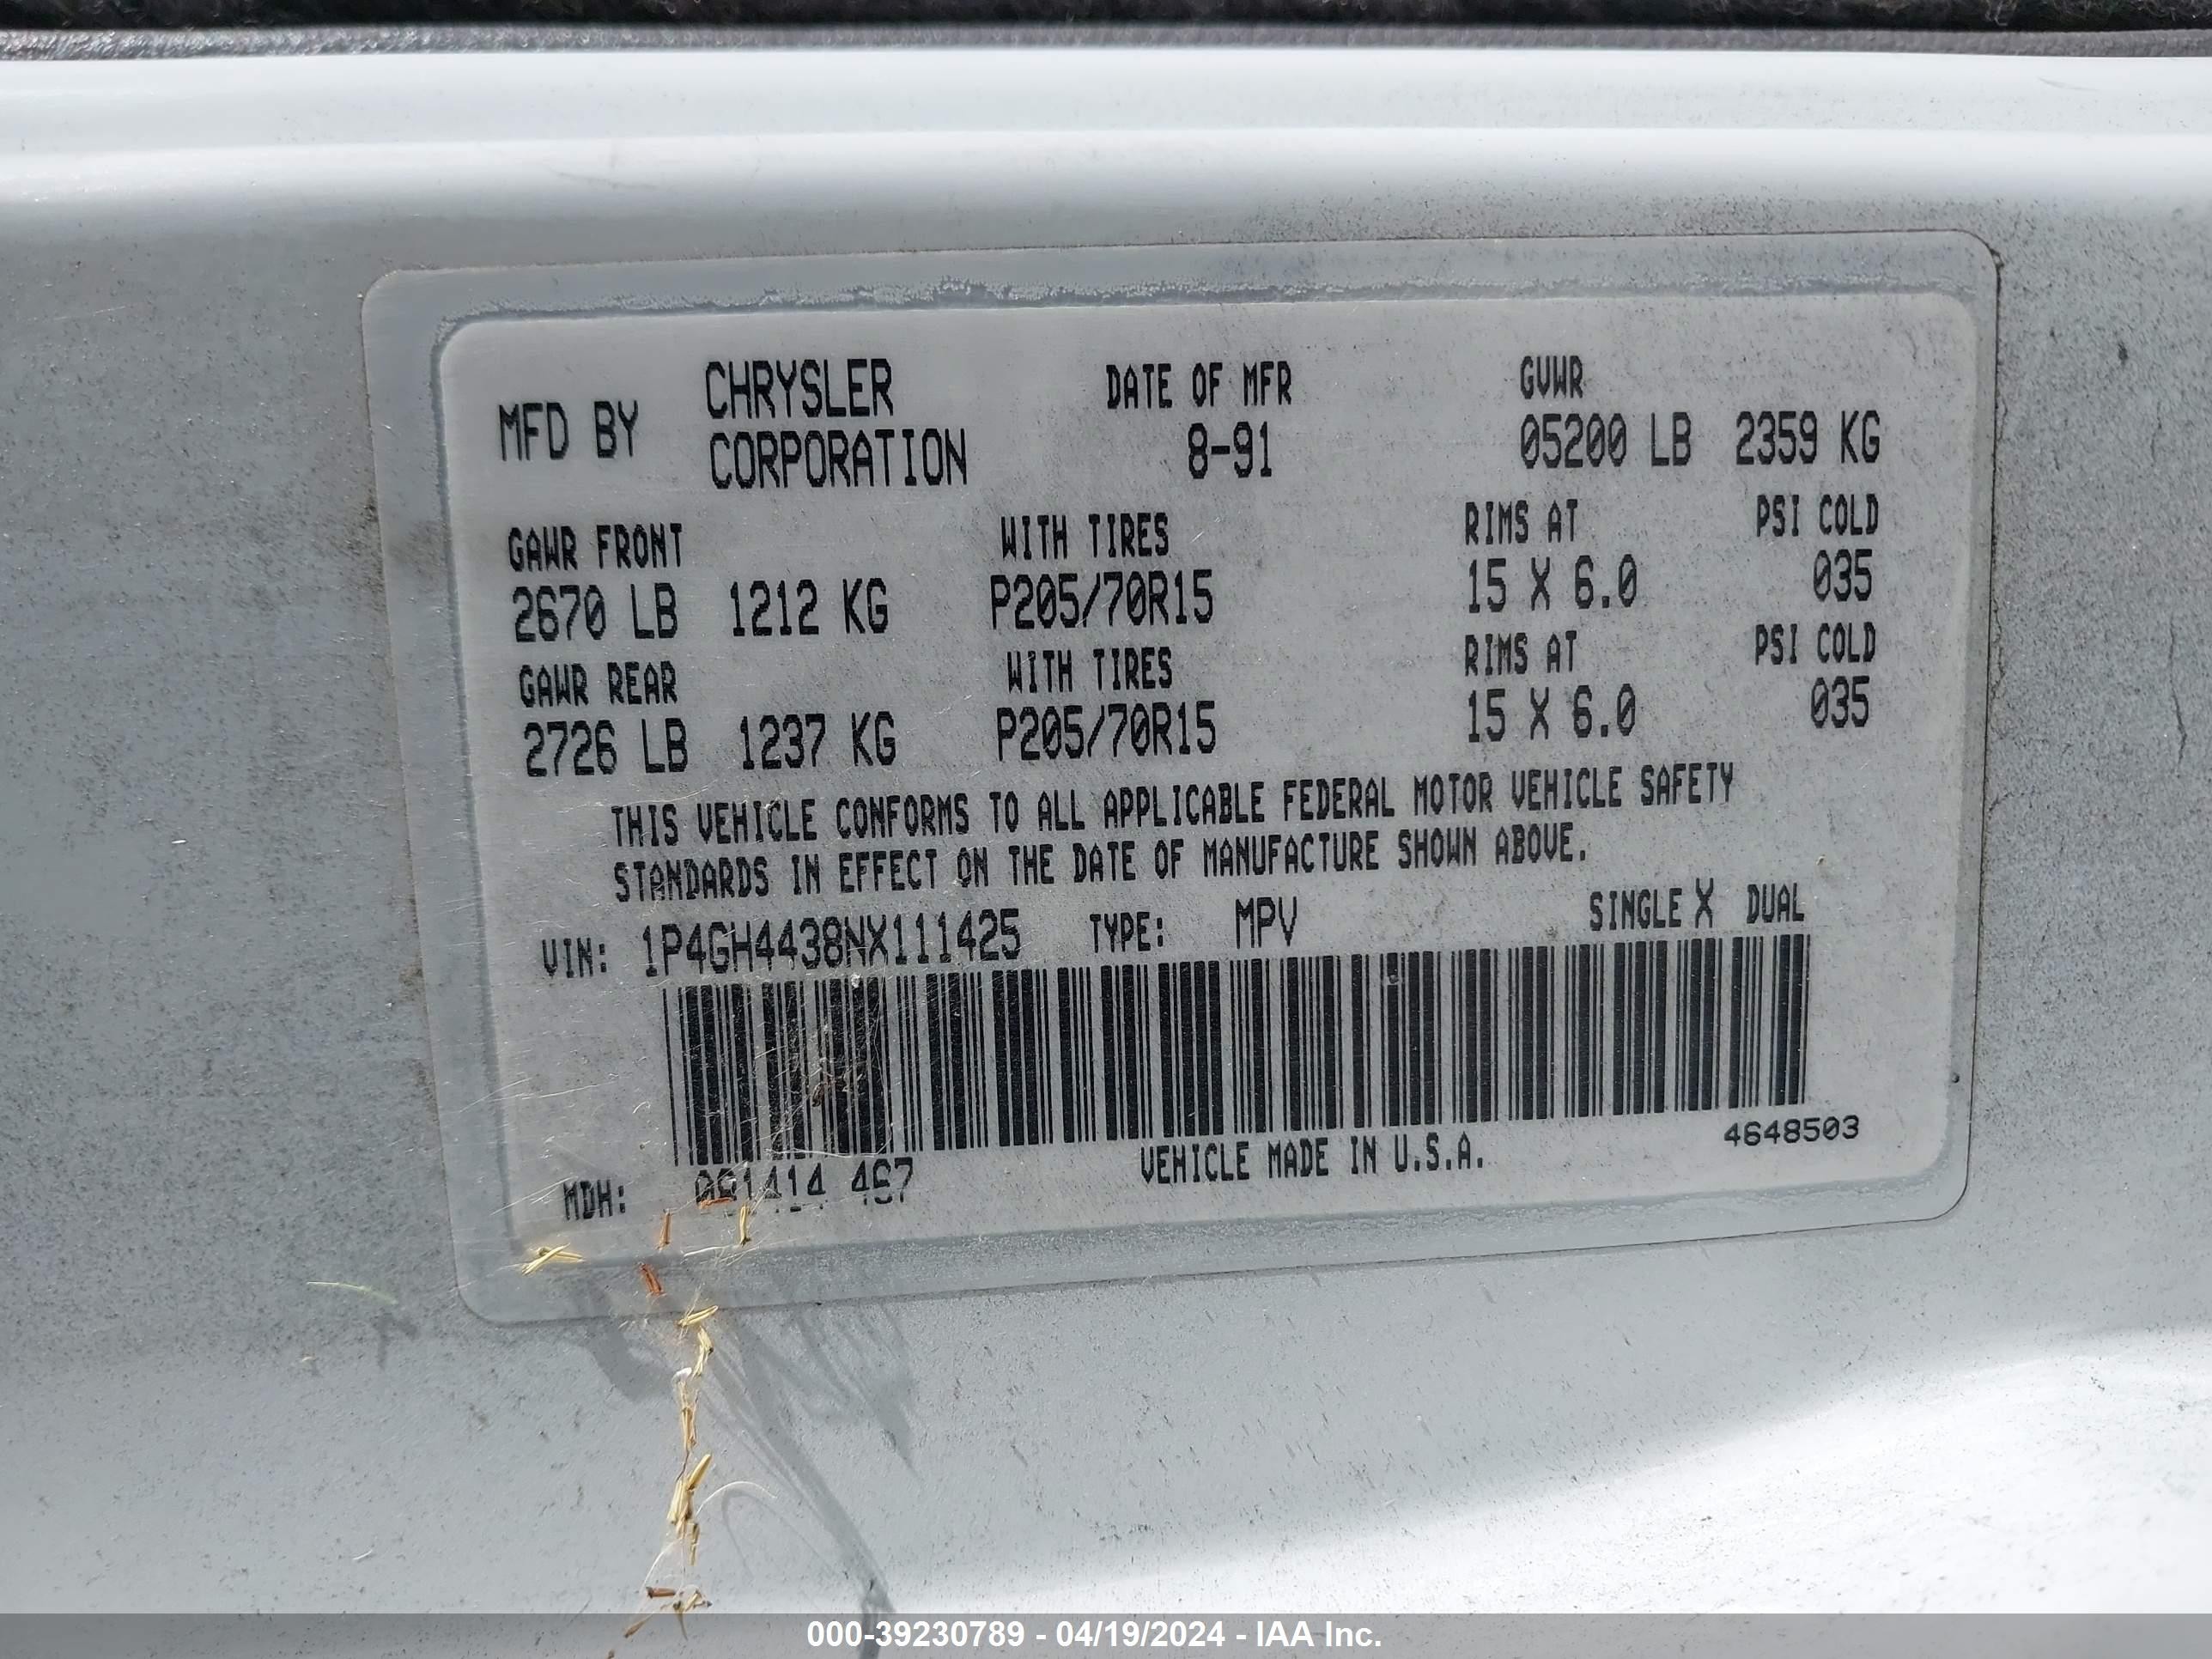 MFD BY CHRYSLER CORPORATION DATE OF MFR 8-91 GVWR 05200 LB 2359 KG
GAWR FRONT WITH TIRES RIMS AT PSI COLD
2670 LB 1212 KG P205/70R15 15 X 6.0 035
GAWR REAR WITH TIRES RIMS AT PSI COLD
2726 LB 1237 KG P205/70R15 15 X 6.0 035
THIS VEHICLE CONFORMS TO ALL APPLICABLE FEDERAL MOTOR VEHICLE SAFETY
STANDARDS IN EFFECT ON THE DATE OF MANUFACTURE SHOWN ABOVE.
VIN: 1P4GH4438NX111425 TYPE: MPV SINGLE X DUAL
MDH: 467 VEHICLE MADE IN U.S.A. 4648503
000-39230789 - 04/19/2024 - IAA Inc.